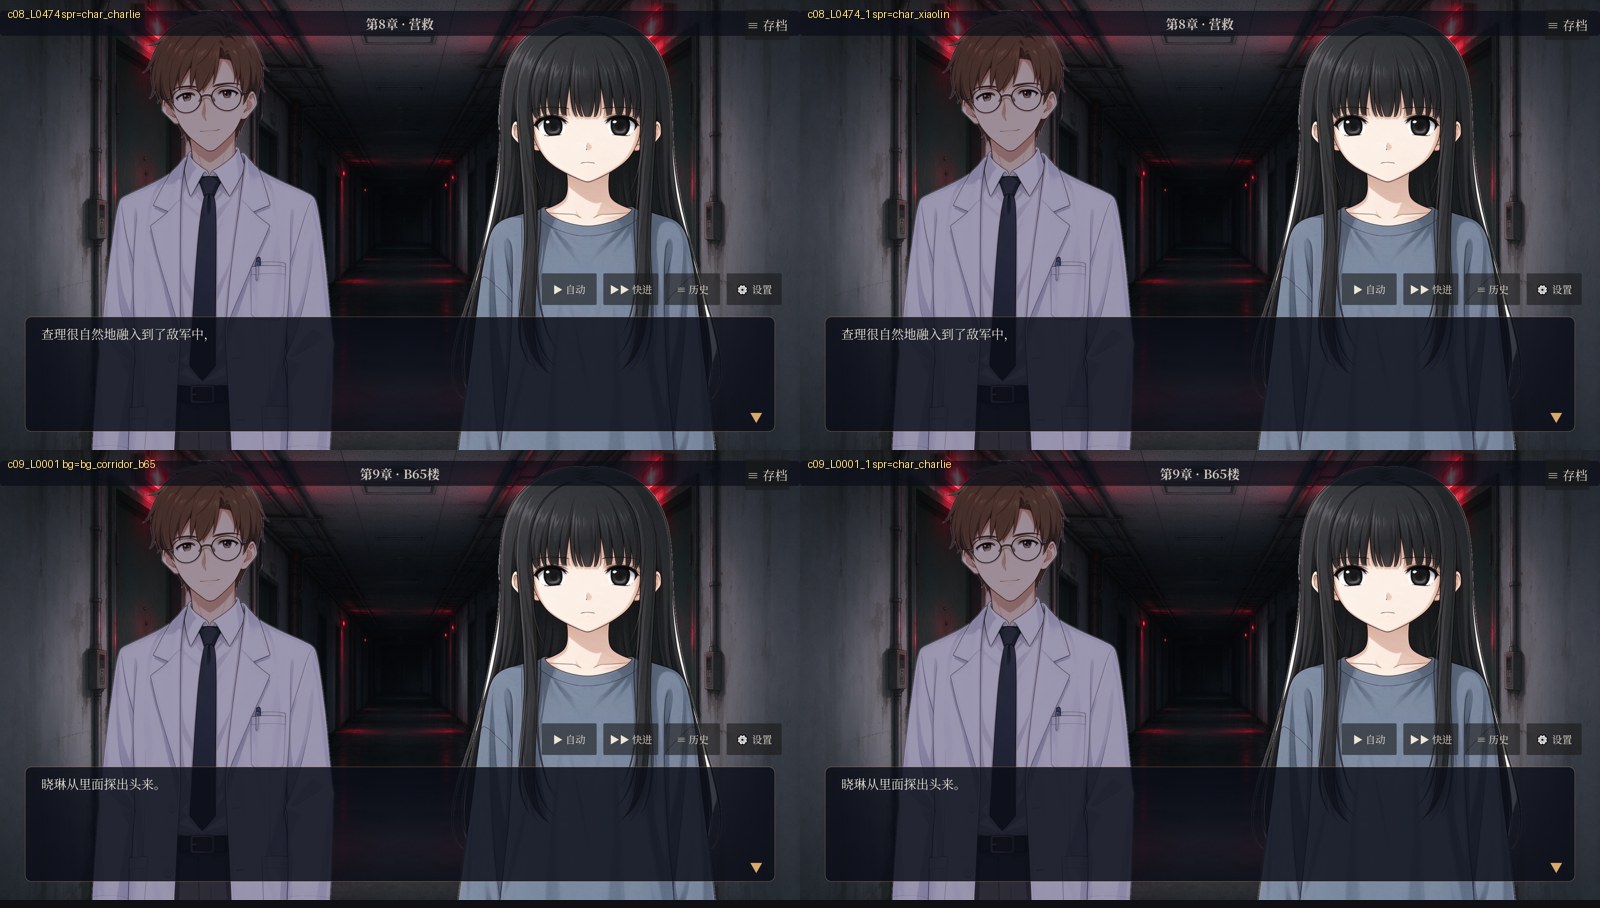 c08_L0474 spr=char_charlie
第8章 · 营救
≡ 存档
▶ 自动
▶▶ 快进
≡ 历史
设置
查理很自然地融入到了敌军中，
▼
c08_L0474_1 spr=char_xiaolin
第8章 · 营救
≡ 存档
▶ 自动
▶▶ 快进
≡ 历史
设置
查理很自然地融入到了敌军中，
▼
c09_L0001 bg=bg_corridor_b65
第9章 · B65楼
≡ 存档
▶ 自动
▶▶ 快进
≡ 历史
设置
晓琳从里面探出头来。
▼
c09_L0001_1 spr=char_charlie
第9章 · B65楼
≡ 存档
▶ 自动
▶▶ 快进
≡ 历史
设置
晓琳从里面探出头来。
▼